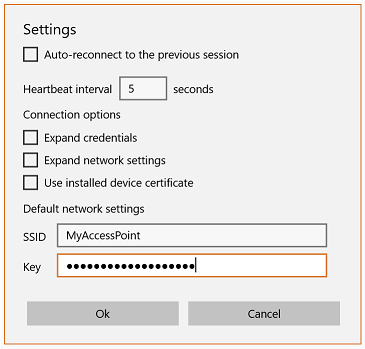 Settings
Auto-reconnect to the previous session
Heartbeat interval 5 seconds
Connection options
Expand credentials
Expand network settings
Use installed device certificate
Default network settings
SSID MyAccessPoint
Key ●●●●●●●●●●●●●●●●●●●
Ok Cancel